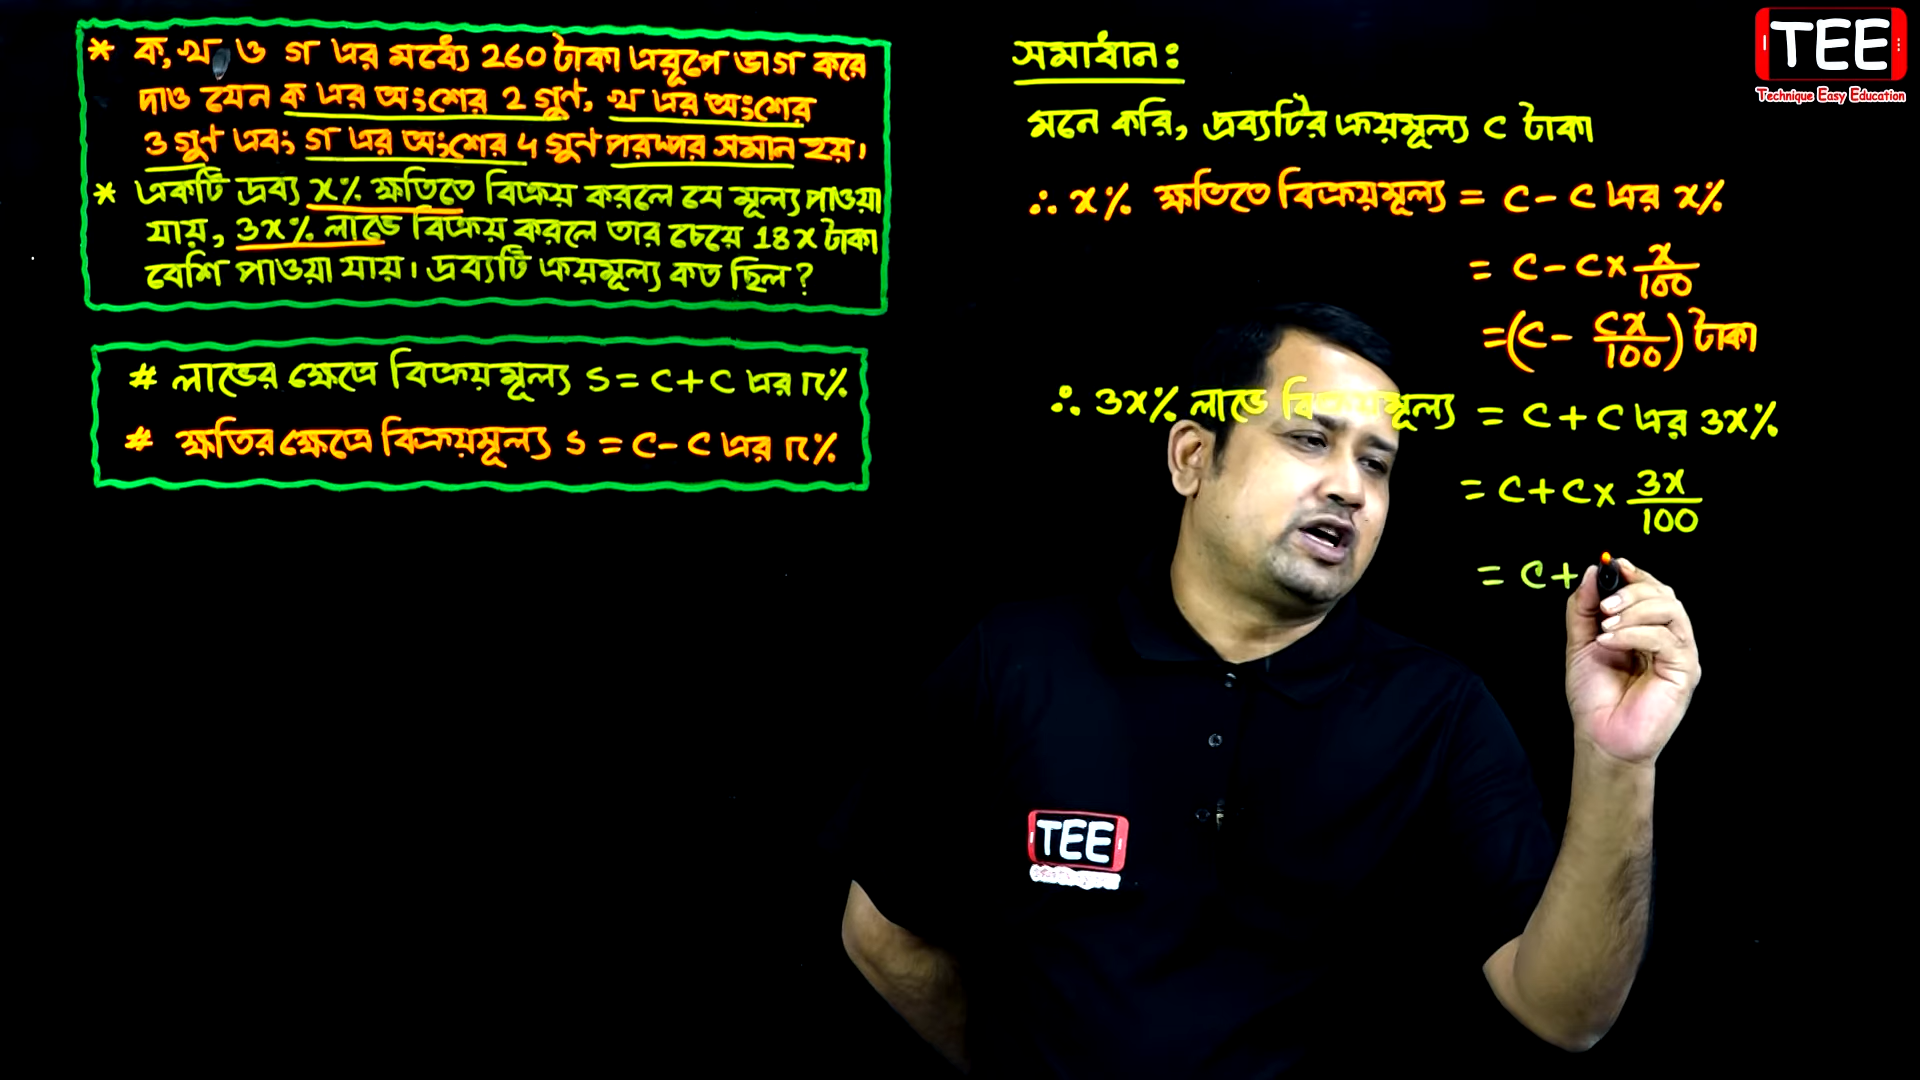 * ক, খ ও গ এর মধ্যে 260 টাকা এরূপে ভাগ করে
দাও যেন ক এর অংশের 2 গুণ, খ এর অংশের
3 গুণ এবং গ এর অংশের 4 গুণ পরস্পর সমান হয়।
* একটি দ্রব্য x% ক্ষতিতে বিক্রয় করলে যে মূল্য পাওয়া
যায়, 3x% লাভে বিক্রয় করলে তার চেয়ে 18x টাকা
বেশি পাওয়া যায়। দ্রব্যটি ক্রয়মূল্য কত ছিল?
# লাভের ক্ষেত্রে বিক্রয়মূল্য S = C + C এর r%
# ক্ষতির ক্ষেত্রে বিক্রয়মূল্য S = C - C এর r%
সমাধান:
মনে করি, দ্রব্যটির ক্রয়মূল্য C টাকা
∴ x% ক্ষতিতে বিক্রয়মূল্য = C - C এর x%
= C - C × x/100
= (C - Cx/100) টাকা
∴ 3x% লাভে বিক্রয়মূল্য = C + C এর 3x%
= C + C × 3x/100
= C +
TEE
Technique Easy Education
TEE